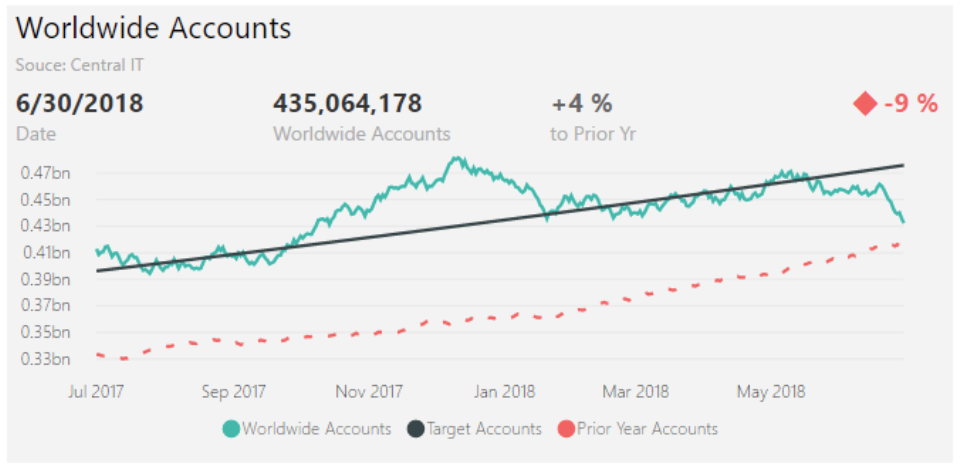 Worldwide Accounts
Souce: Central IT
6/30/2018 435,064,178 +4 % -9 %
Date Worldwide Accounts to Prior Yr
0.47bn
0.45bn
0.43bn
0.41bn
0.39bn
0.37bn
0.35bn
0.33bn
Jul 2017 Sep 2017 Nov 2017 Jan 2018 Mar 2018 May 2018
Worldwide Accounts Target Accounts Prior Year Accounts